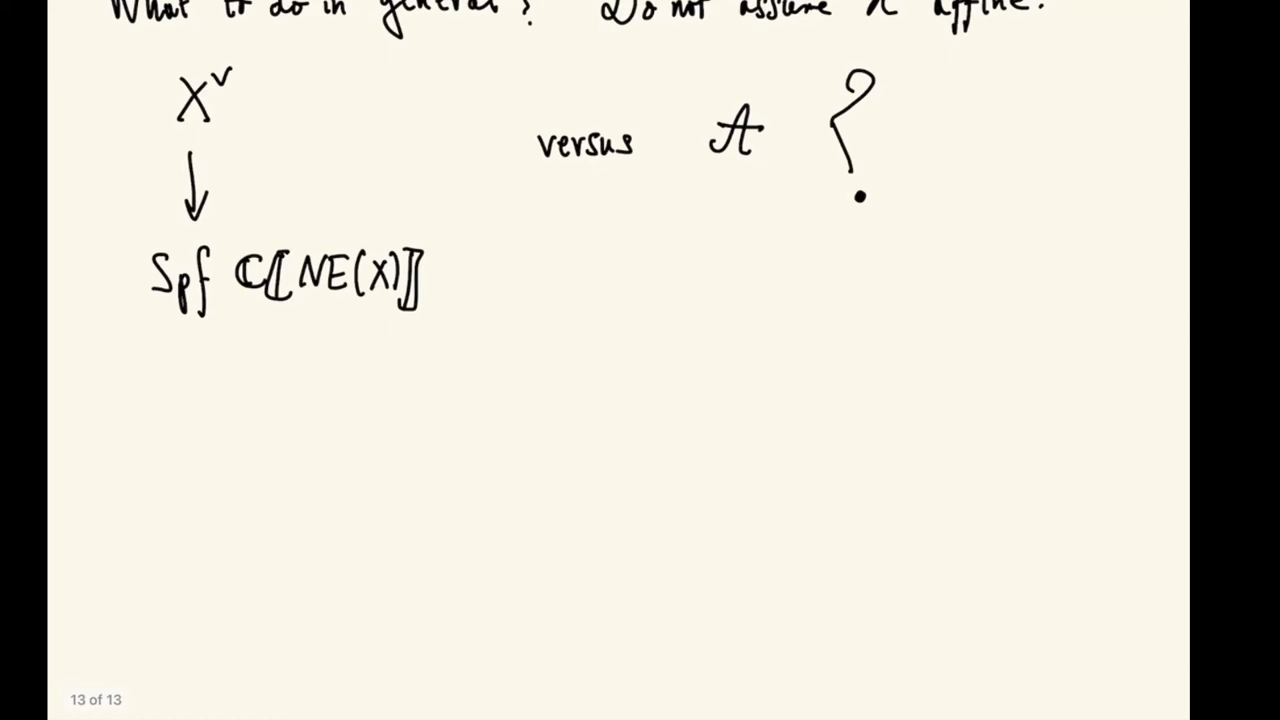 What to do in general? Do not assume X affine.
X^∨
versus 𝒜 ?
↓
Spf ℂ⟦NE(X)⟧
13 of 13